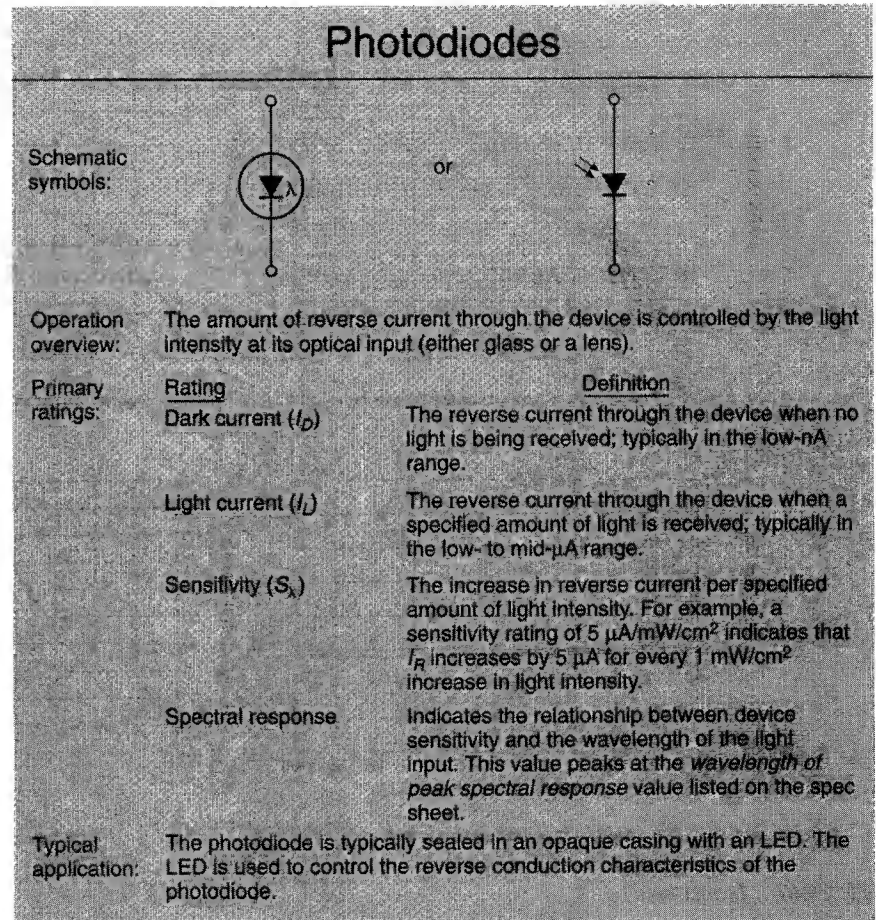 Photodiodes
Schematic
symbols:
λ
or
Operation
overview:
The amount of reverse current through the device is controlled by the light
intensity at its optical input (either glass or a lens).
Primary
ratings:
Rating
Definition
Dark current (I_D)
The reverse current through the device when no
light is being received; typically in the low-nA
range.
Light current (I_L)
The reverse current through the device when a
specified amount of light is received; typically in
the low- to mid-μA range.
Sensitivity (S_λ)
The increase in reverse current per specified
amount of light intensity. For example, a
sensitivity rating of 5 μA/mW/cm² indicates that
I_R increases by 5 μA for every 1 mW/cm²
increase in light intensity.
Spectral response
Indicates the relationship between device
sensitivity and the wavelength of the light
input. This value peaks at the wavelength of
peak spectral response value listed on the spec
sheet.
Typical
application:
The photodiode is typically sealed in an opaque casing with an LED. The
LED is used to control the reverse conduction characteristics of the
photodiode.